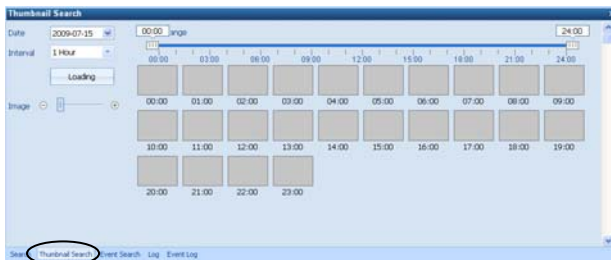 Thumbnail Search
Date 2009-07-15 00:00 ange 24:00
Interval 1 Hour
00:00 03:00 06:00 09:00 12:00 15:00 18:00 21:00 24:00
Loading
Image
00:00 01:00 02:00 03:00 04:00 05:00 06:00 07:00 08:00 09:00
10:00 11:00 12:00 13:00 14:00 15:00 16:00 17:00 18:00 19:00
20:00 21:00 22:00 23:00
Search Thumbnail Search Event Search Log Event Log